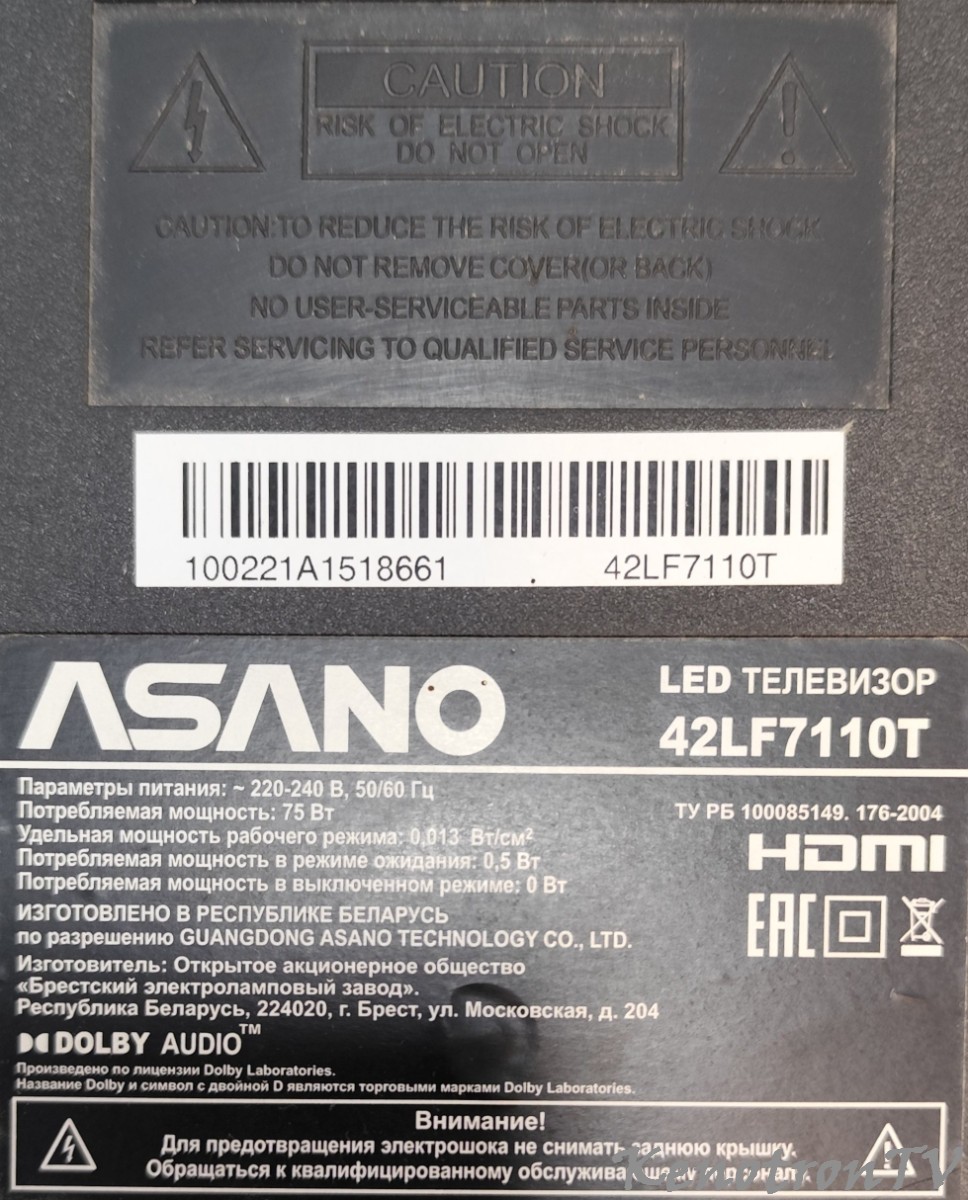 CAUTION
RISK OF ELECTRIC SHOCK
DO NOT OPEN
CAUTION:TO REDUCE THE RISK OF ELECTRIC SHOCK
DO NOT REMOVE COVER(OR BACK)
NO USER-SERVICEABLE PARTS INSIDE
REFER SERVICING TO QUALIFIED SERVICE PERSONNEL
100221A1518661 42LF7110T
ASANO
LED ТЕЛЕВИЗОР
42LF7110T
Параметры питания: ~ 220-240 В, 50/60 Гц
Потребляемая мощность: 75 Вт
ТУ РБ 100085149. 176-2004
Удельная мощность рабочего режима: 0,013 Вт/см²
Потребляемая мощность в режиме ожидания: 0,5 Вт
Потребляемая мощность в выключенном режиме: 0 Вт
HDMI
ИЗГОТОВЛЕНО В РЕСПУБЛИКЕ БЕЛАРУСЬ
по разрешению GUANGDONG ASANO TECHNOLOGY CO., LTD.
EAC
Изготовитель: Открытое акционерное общество
«Брестский электроламповый завод».
Республика Беларусь, 224020, г. Брест, ул. Московская, д. 204
DOLBY AUDIO™
Произведено по лицензии Dolby Laboratories.
Название Dolby и символ с двойной D являются торговыми марками Dolby Laboratories.
Внимание!
Для предотвращения электрошока не снимать заднюю крышку.
Обращаться к квалифицированному